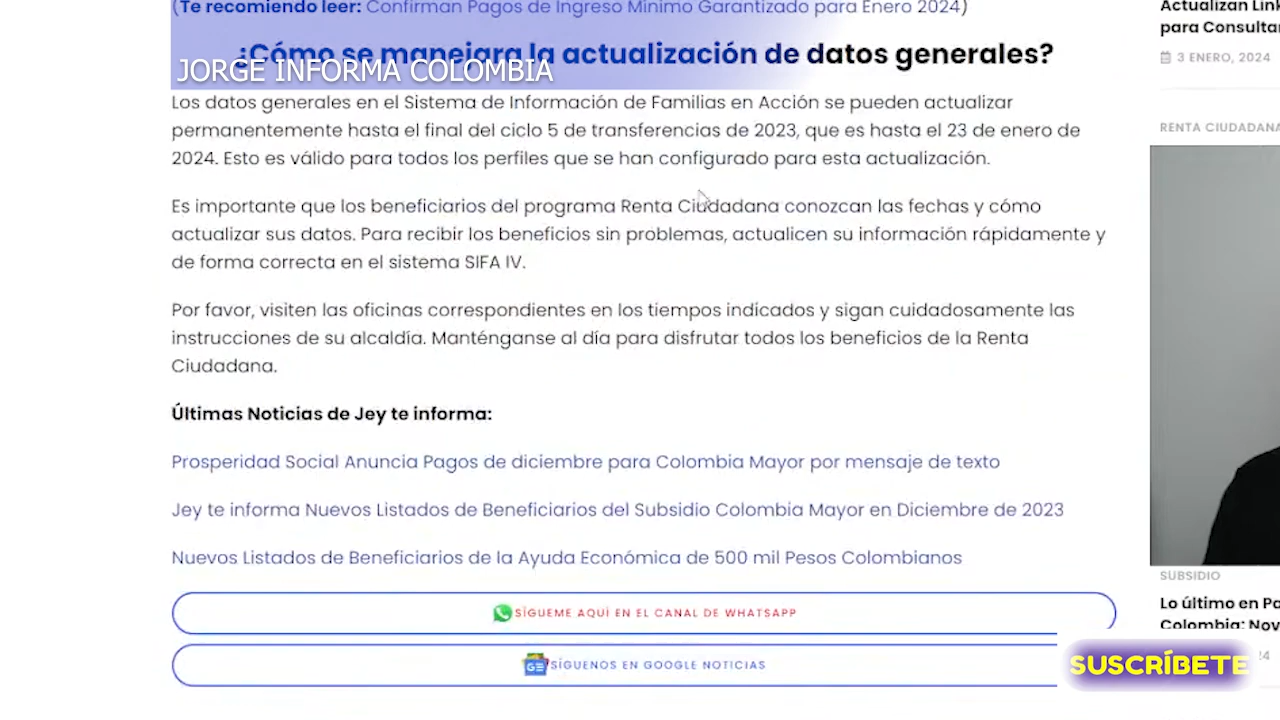 (Te recomiendo leer: Confirman Pagos de Ingreso Mínimo Garantizado para Enero 2024)
¿Cómo se manejara la actualización de datos generales?
JORGE INFORMA COLOMBIA
Los datos generales en el Sistema de Información de Familias en Acción se pueden actualizar
permanentemente hasta el final del ciclo 5 de transferencias de 2023, que es hasta el 23 de enero de
2024. Esto es válido para todos los perfiles que se han configurado para esta actualización.
Es importante que los beneficiarios del programa Renta Ciudadana conozcan las fechas y cómo
actualizar sus datos. Para recibir los beneficios sin problemas, actualicen su información rápidamente y
de forma correcta en el sistema SIFA IV.
Por favor, visiten las oficinas correspondientes en los tiempos indicados y sigan cuidadosamente las
instrucciones de su alcaldía. Manténganse al día para disfrutar todos los beneficios de la Renta
Ciudadana.
Últimas Noticias de Jey te informa:
Prosperidad Social Anuncia Pagos de diciembre para Colombia Mayor por mensaje de texto
Jey te informa Nuevos Listados de Beneficiarios del Subsidio Colombia Mayor en Diciembre de 2023
Nuevos Listados de Beneficiarios de la Ayuda Económica de 500 mil Pesos Colombianos
SÍGUEME AQUÍ EN EL CANAL DE WHATSAPP
GE SÍGUENOS EN GOOGLE NOTICIAS
Actualizan Link
para Consulta
3 ENERO, 2024
RENTA CIUDADANA
SUBSIDIO
Lo último en Pa
Colombia: Nov
24
SUSCRÍBETE